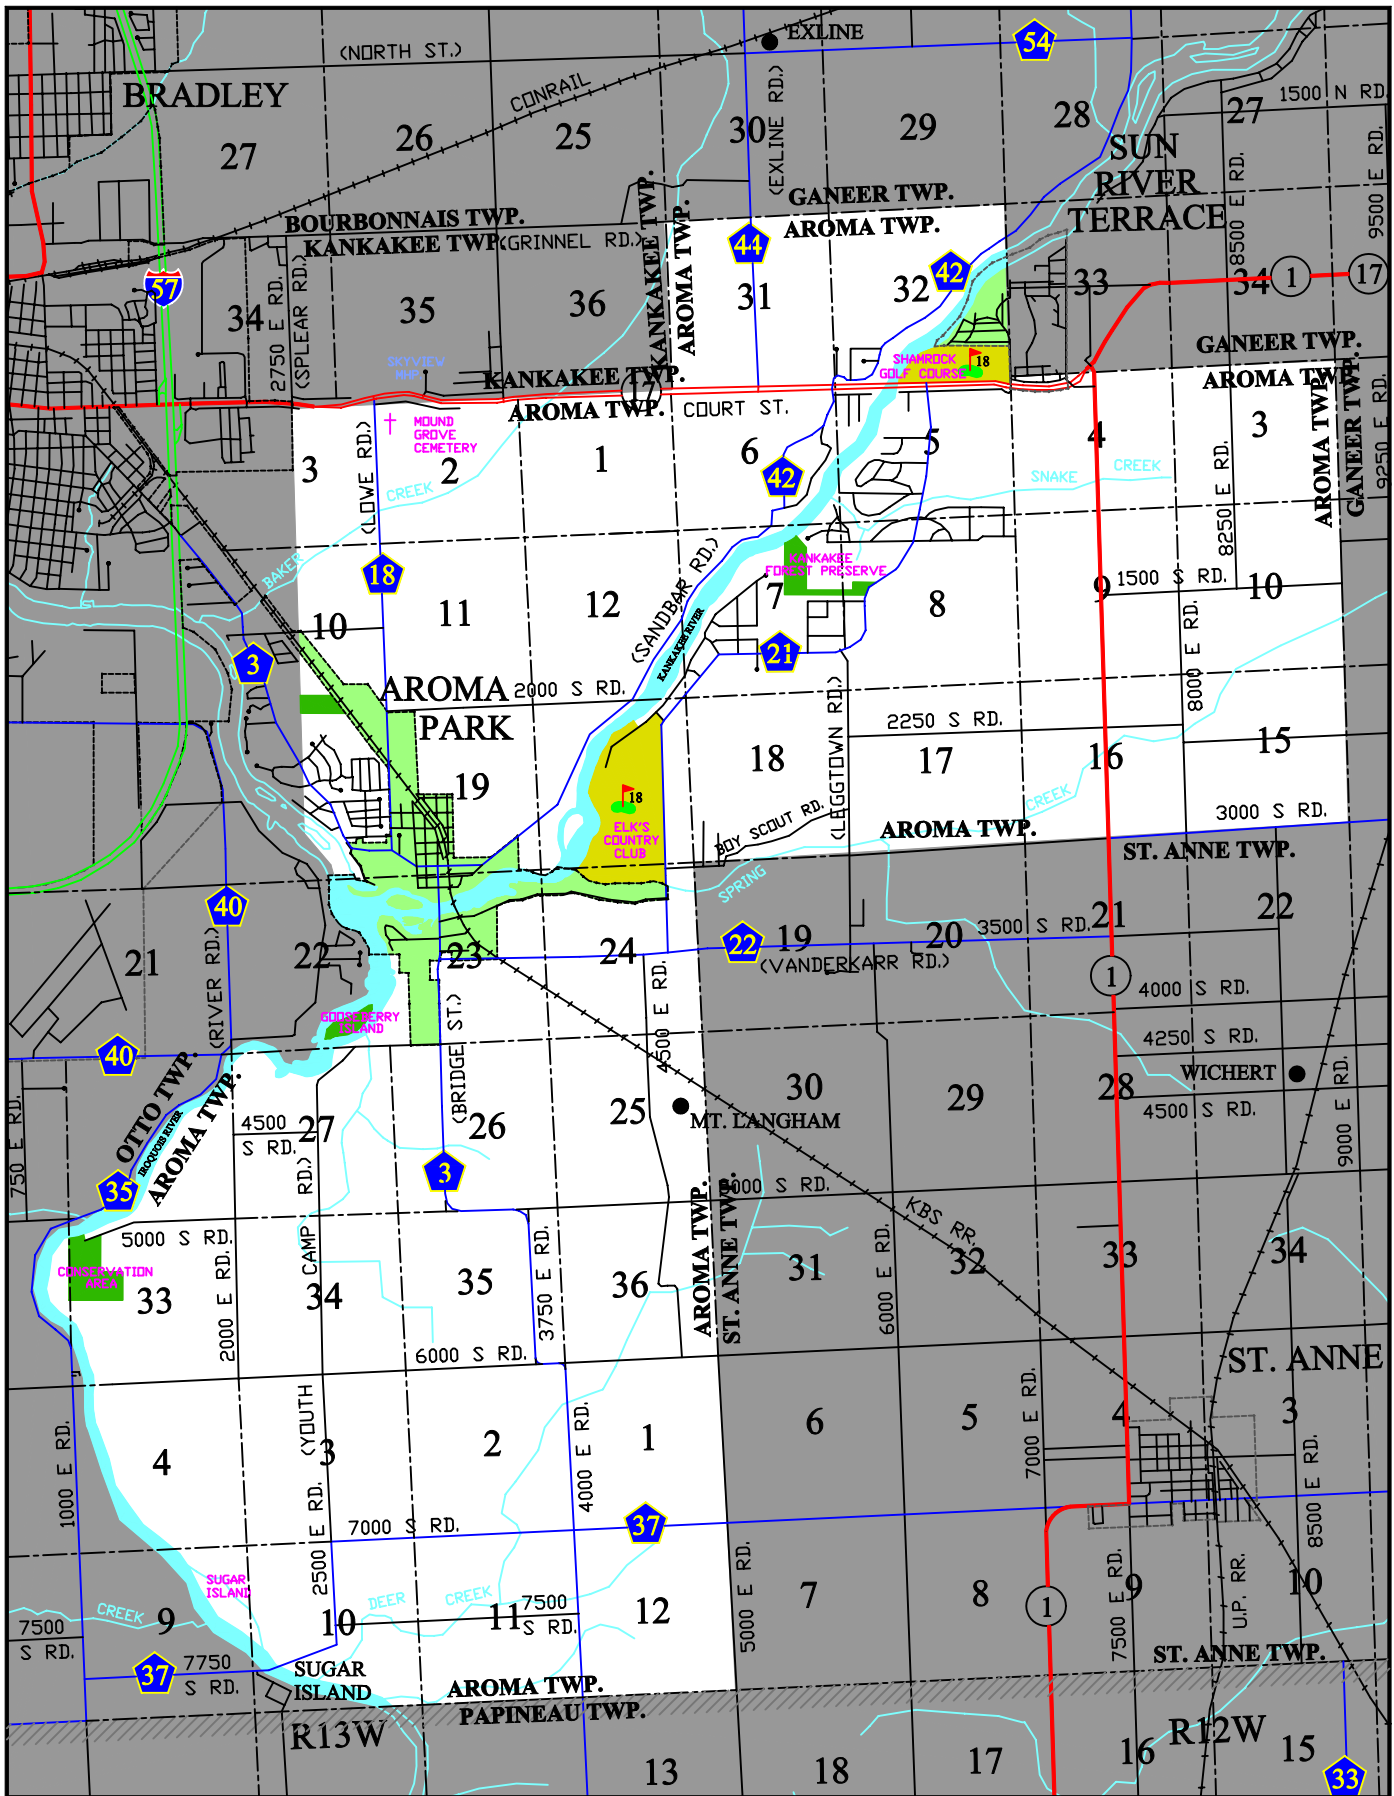 (NORTH ST.)
EXLINE
54
BRADLEY
CONRAIL
(EXLINE RD.)
1500 N RD.
27
26
25
30
29
28
27
SUN
RIVER
TERRACE
8500 E RD.
9500 E RD.
BOURBONNAIS TWP.
KANKAKEE TWP.
(GRINNEL RD.)
KANKAKEE TWP.
AROMA TWP.
GANEER TWP.
AROMA TWP.
44
42
57
34
2750 E RD.
(SPLEAR RD.)
35
36
31
32
33
34
1
17
SKYVIEW
MHP
SHAMROCK
GOLF COURSE
18
GANEER TWP.
AROMA TWP.
KANKAKEE TWP.
17
AROMA TWP.
COURT ST.
AROMA TWP.
GANEER TWP.
9250 E RD.
MOUND
GROVE
CEMETERY
3
(LOWE RD.)
2
1
6
5
4
3
CREEK
42
SNAKE
CREEK
8250 E RD.
BAKER
18
(SANDBAR RD.)
KANKAKEE
FOREST PRESERVE
10
11
12
7
8
9
1500 S RD.
10
KANKAKEE RIVER
3
21
8000 E RD.
AROMA
PARK
2000 S RD.
(LEGGTOWN RD.)
2250 S RD.
19
18
17
16
15
18
ELK'S
COUNTRY
CLUB
BOY SCOUT RD.
CREEK
3000 S RD.
AROMA TWP.
ST. ANNE TWP.
SPRING
40
21
(RIVER RD.)
22
23
24
22
19
20
3500 S RD.
21
22
(VANDERKARR RD.)
1
4000 S RD.
GOOSEBERRY
ISLAND
(BRIDGE ST.)
4500 E RD.
4250 S RD.
40
WICHERT
OTTO TWP.
IROQUOIS RIVER
AROMA TWP.
750 E RD.
4500
S RD.
27
26
25
MT. LANGHAM
30
29
28
4500 S RD.
9000 E RD.
35
3
5000 S RD.
AROMA TWP.
ST. ANNE TWP.
KBS RR.
5000 S RD.
CONSERVATION
AREA
33
2000 E RD.
34
(YOUTH CAMP RD.)
35
3750 E RD.
36
31
6000 E RD.
32
33
34
6000 S RD.
ST. ANNE
1000 E RD.
4
3
2
4000 E RD.
1
6
5
7000 E RD.
4
3
2500 E RD.
7000 S RD.
37
8500 E RD.
SUGAR
ISLAND
DEER
CREEK
CREEK
7500
S RD.
9
10
11
7500
S RD.
12
5000 E RD.
7
8
1
7500 E RD.
9
U.P. RR.
10
37
7750
S RD.
SUGAR
ISLAND
AROMA TWP.
PAPINEAU TWP.
ST. ANNE TWP.
R13W
R12W
13
18
17
16
15
33